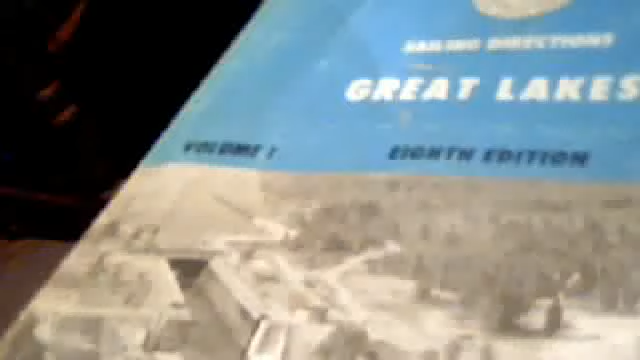 SAILING DIRECTIONS
GREAT LAKES
VOLUME I EIGHTH EDITION